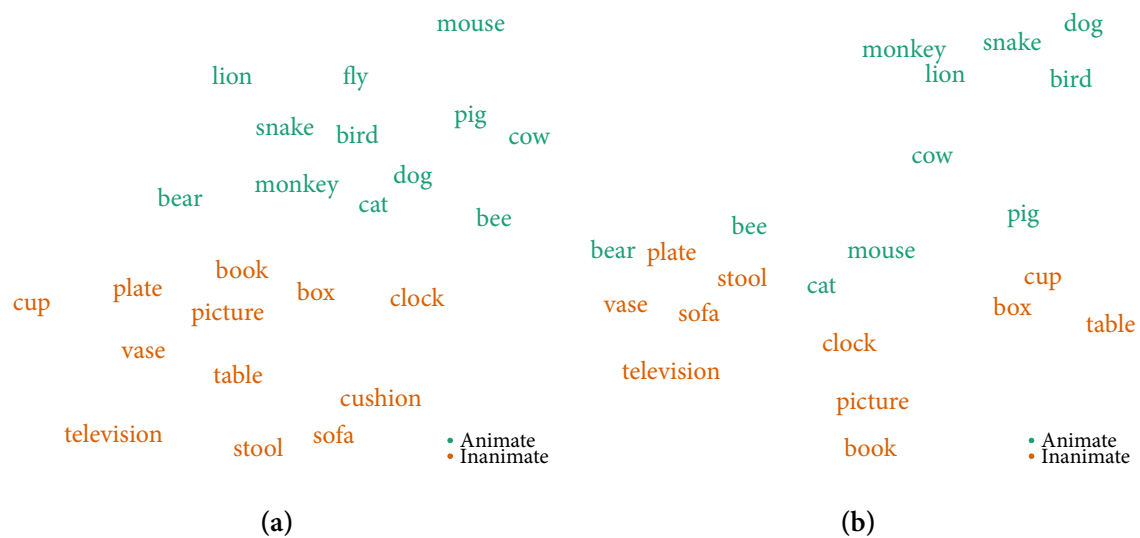 mouse
lion
fly
snake
bird
pig
cow
bear
monkey
dog
cat
bee
cup
plate
book
box
clock
picture
vase
table
cushion
television
stool
sofa
Animate
Inanimate
(a)
monkey
snake
dog
lion
bird
cow
pig
bear
plate
bee
mouse
stool
cat
cup
vase
sofa
box
table
clock
television
picture
book
Animate
Inanimate
(b)